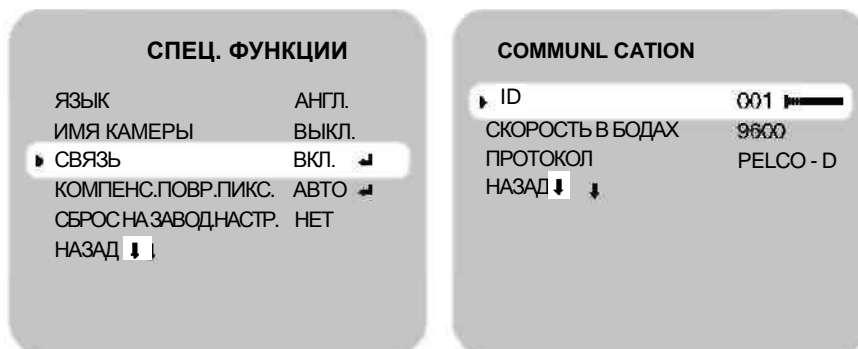 СПЕЦ. ФУНКЦИИ
ЯЗЫК АНГЛ.
ИМЯ КАМЕРЫ ВЫКЛ.
СВЯЗЬ ВКЛ.
КОМПЕНС.ПОВР.ПИКС. АВТО
СБРОС НА ЗАВОД.НАСТР. НЕТ
НАЗАД
COMMUNL CATION
ID 001
СКОРОСТЬ В БОДАХ 9600
ПРОТОКОЛ PELCO - D
НАЗАД